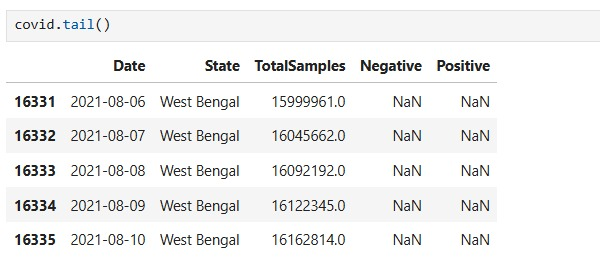 covid.tail()
Date State TotalSamples Negative Positive
16331 2021-08-06 West Bengal 15999961.0 NaN NaN
16332 2021-08-07 West Bengal 16045662.0 NaN NaN
16333 2021-08-08 West Bengal 16092192.0 NaN NaN
16334 2021-08-09 West Bengal 16122345.0 NaN NaN
16335 2021-08-10 West Bengal 16162814.0 NaN NaN